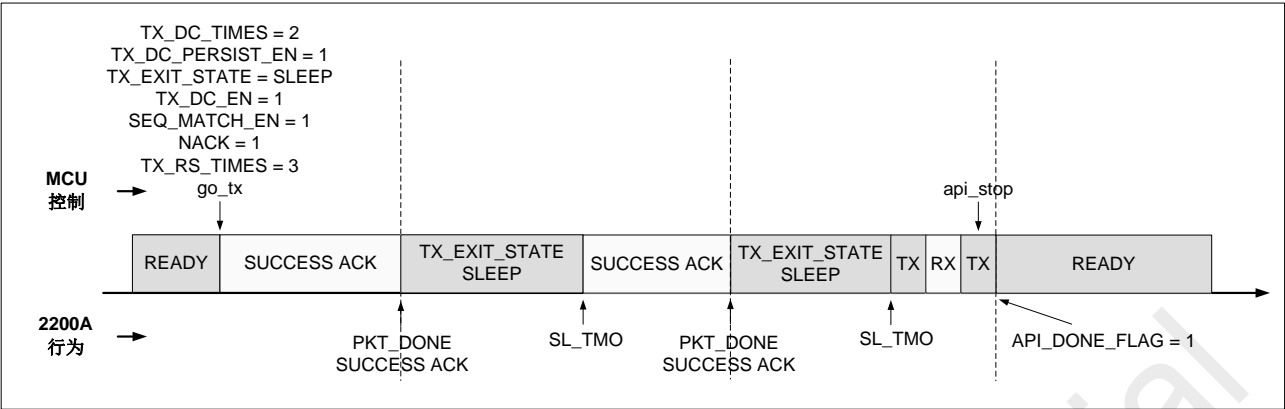 TX_DC_TIMES = 2
TX_DC_PERSIST_EN = 1
TX_EXIT_STATE = SLEEP
TX_DC_EN = 1
SEQ_MATCH_EN = 1
NACK = 1
TX_RS_TIMES = 3
MCU
控制
go_tx
api_stop
READY
SUCCESS ACK
TX_EXIT_STATE
SLEEP
SUCCESS ACK
TX_EXIT_STATE
SLEEP
TX
RX
TX
READY
2200A
行为
PKT_DONE
SUCCESS ACK
SL_TMO
PKT_DONE
SUCCESS ACK
SL_TMO
API_DONE_FLAG = 1